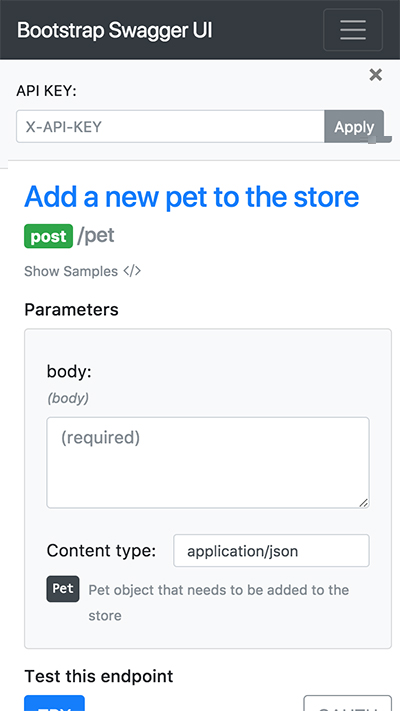 Bootstrap Swagger UI
API KEY:
X-API-KEY Apply
Add a new pet to the store
post /pet
Show Samples </>
Parameters
body:
(body)
(required)
Content type: application/json
Pet Pet object that needs to be added to the
store
Test this endpoint